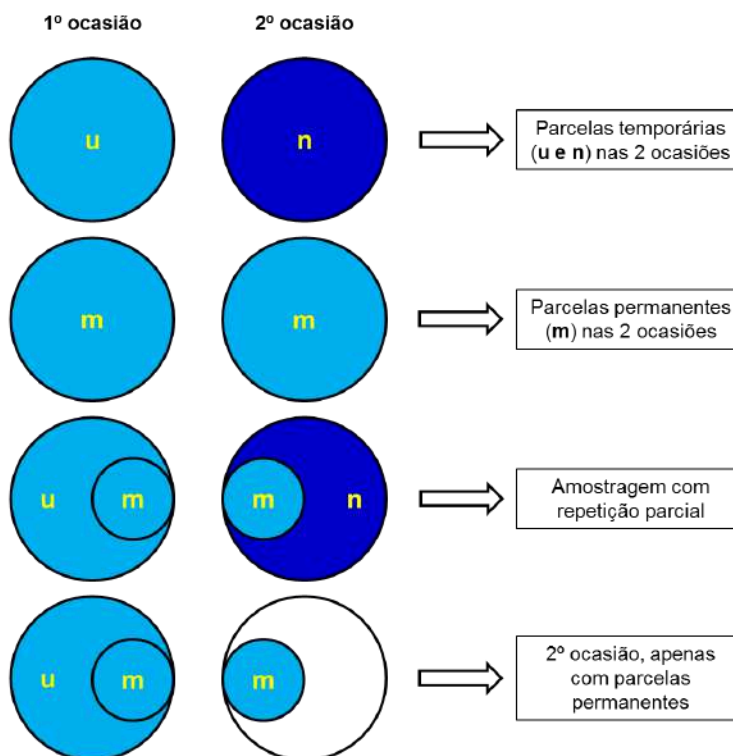 1º ocasião 2º ocasião
u n
Parcelas temporárias
(u e n) nas 2 ocasiões
m m
Parcelas permanentes
(m) nas 2 ocasiões
u m m n
Amostragem com
repetição parcial
u m m
2º ocasião, apenas
com parcelas
permanentes